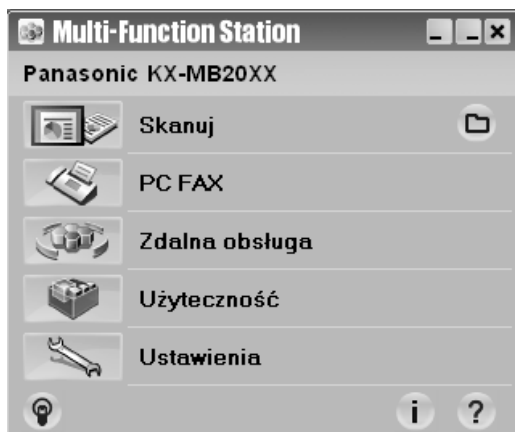 Multi-Function Station
Panasonic KX-MB20XX
Skanuj
PC FAX
Zdalna obsługa
Użyteczność
Ustawienia
i ?